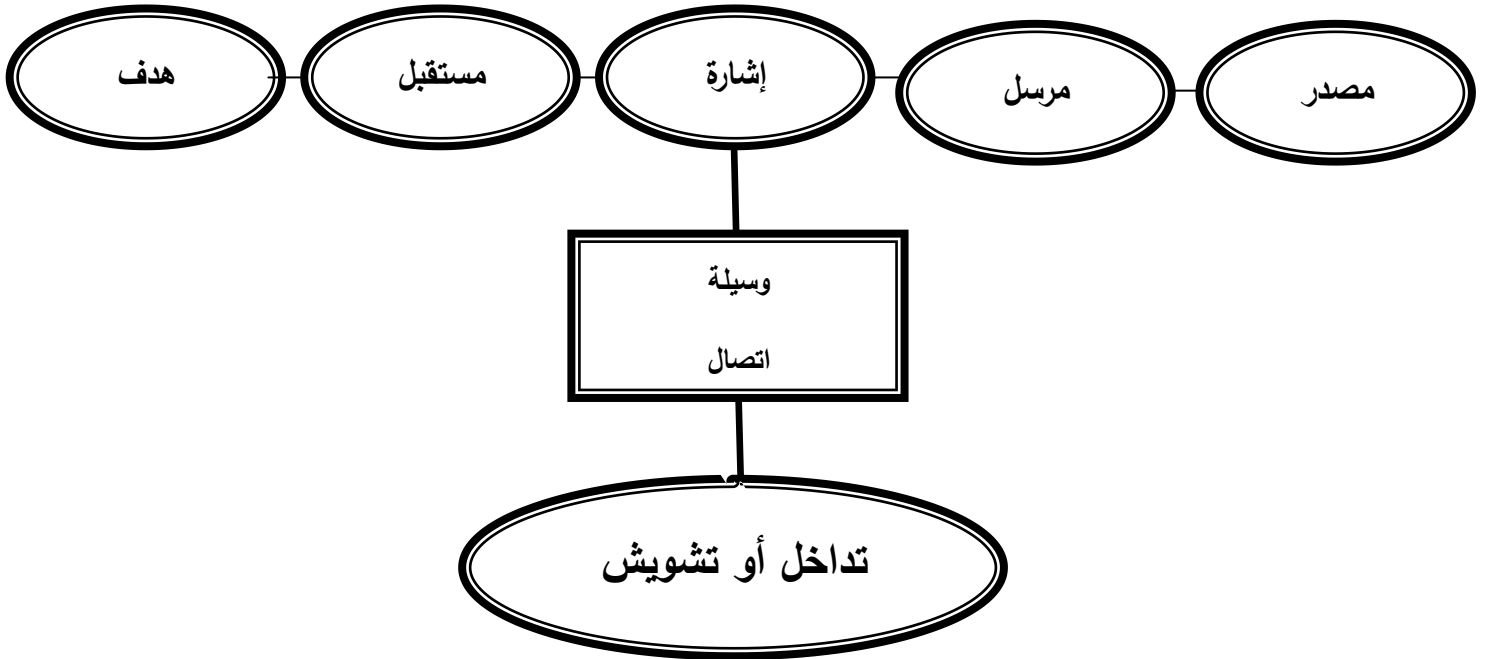 مصدر
مرسل
إشارة
مستقبل
هدف
وسيلة
اتصال
تداخل أو تشويش